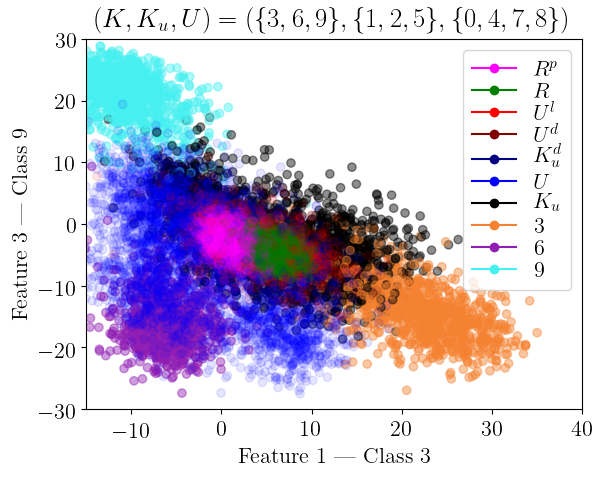 (K, K_u, U) = ({3, 6, 9}, {1, 2, 5}, {0, 4, 7, 8})
30
20
10
0
−10
−20
−30
Feature 3 — Class 9
R^p
R
U^l
U^d
K_u^d
U
K_u
3
6
9
−10
0
10
20
30
40
Feature 1 — Class 3